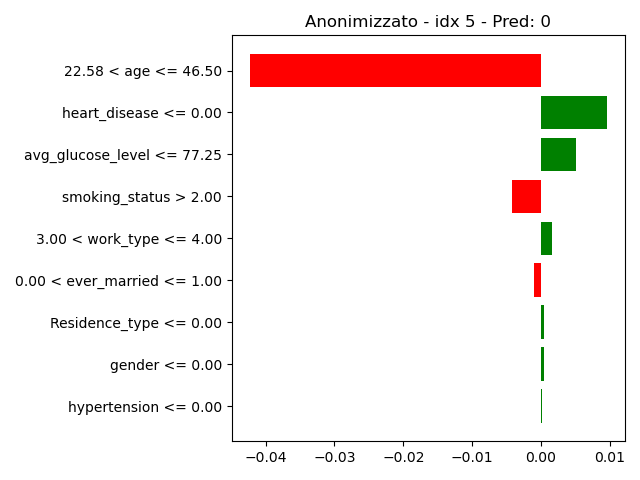 Anonimizzato - idx 5 - Pred: 0
22.58 < age <= 46.50
heart_disease <= 0.00
avg_glucose_level <= 77.25
smoking_status > 2.00
3.00 < work_type <= 4.00
0.00 < ever_married <= 1.00
Residence_type <= 0.00
gender <= 0.00
hypertension <= 0.00
−0.04 −0.03 −0.02 −0.01 0.00 0.01